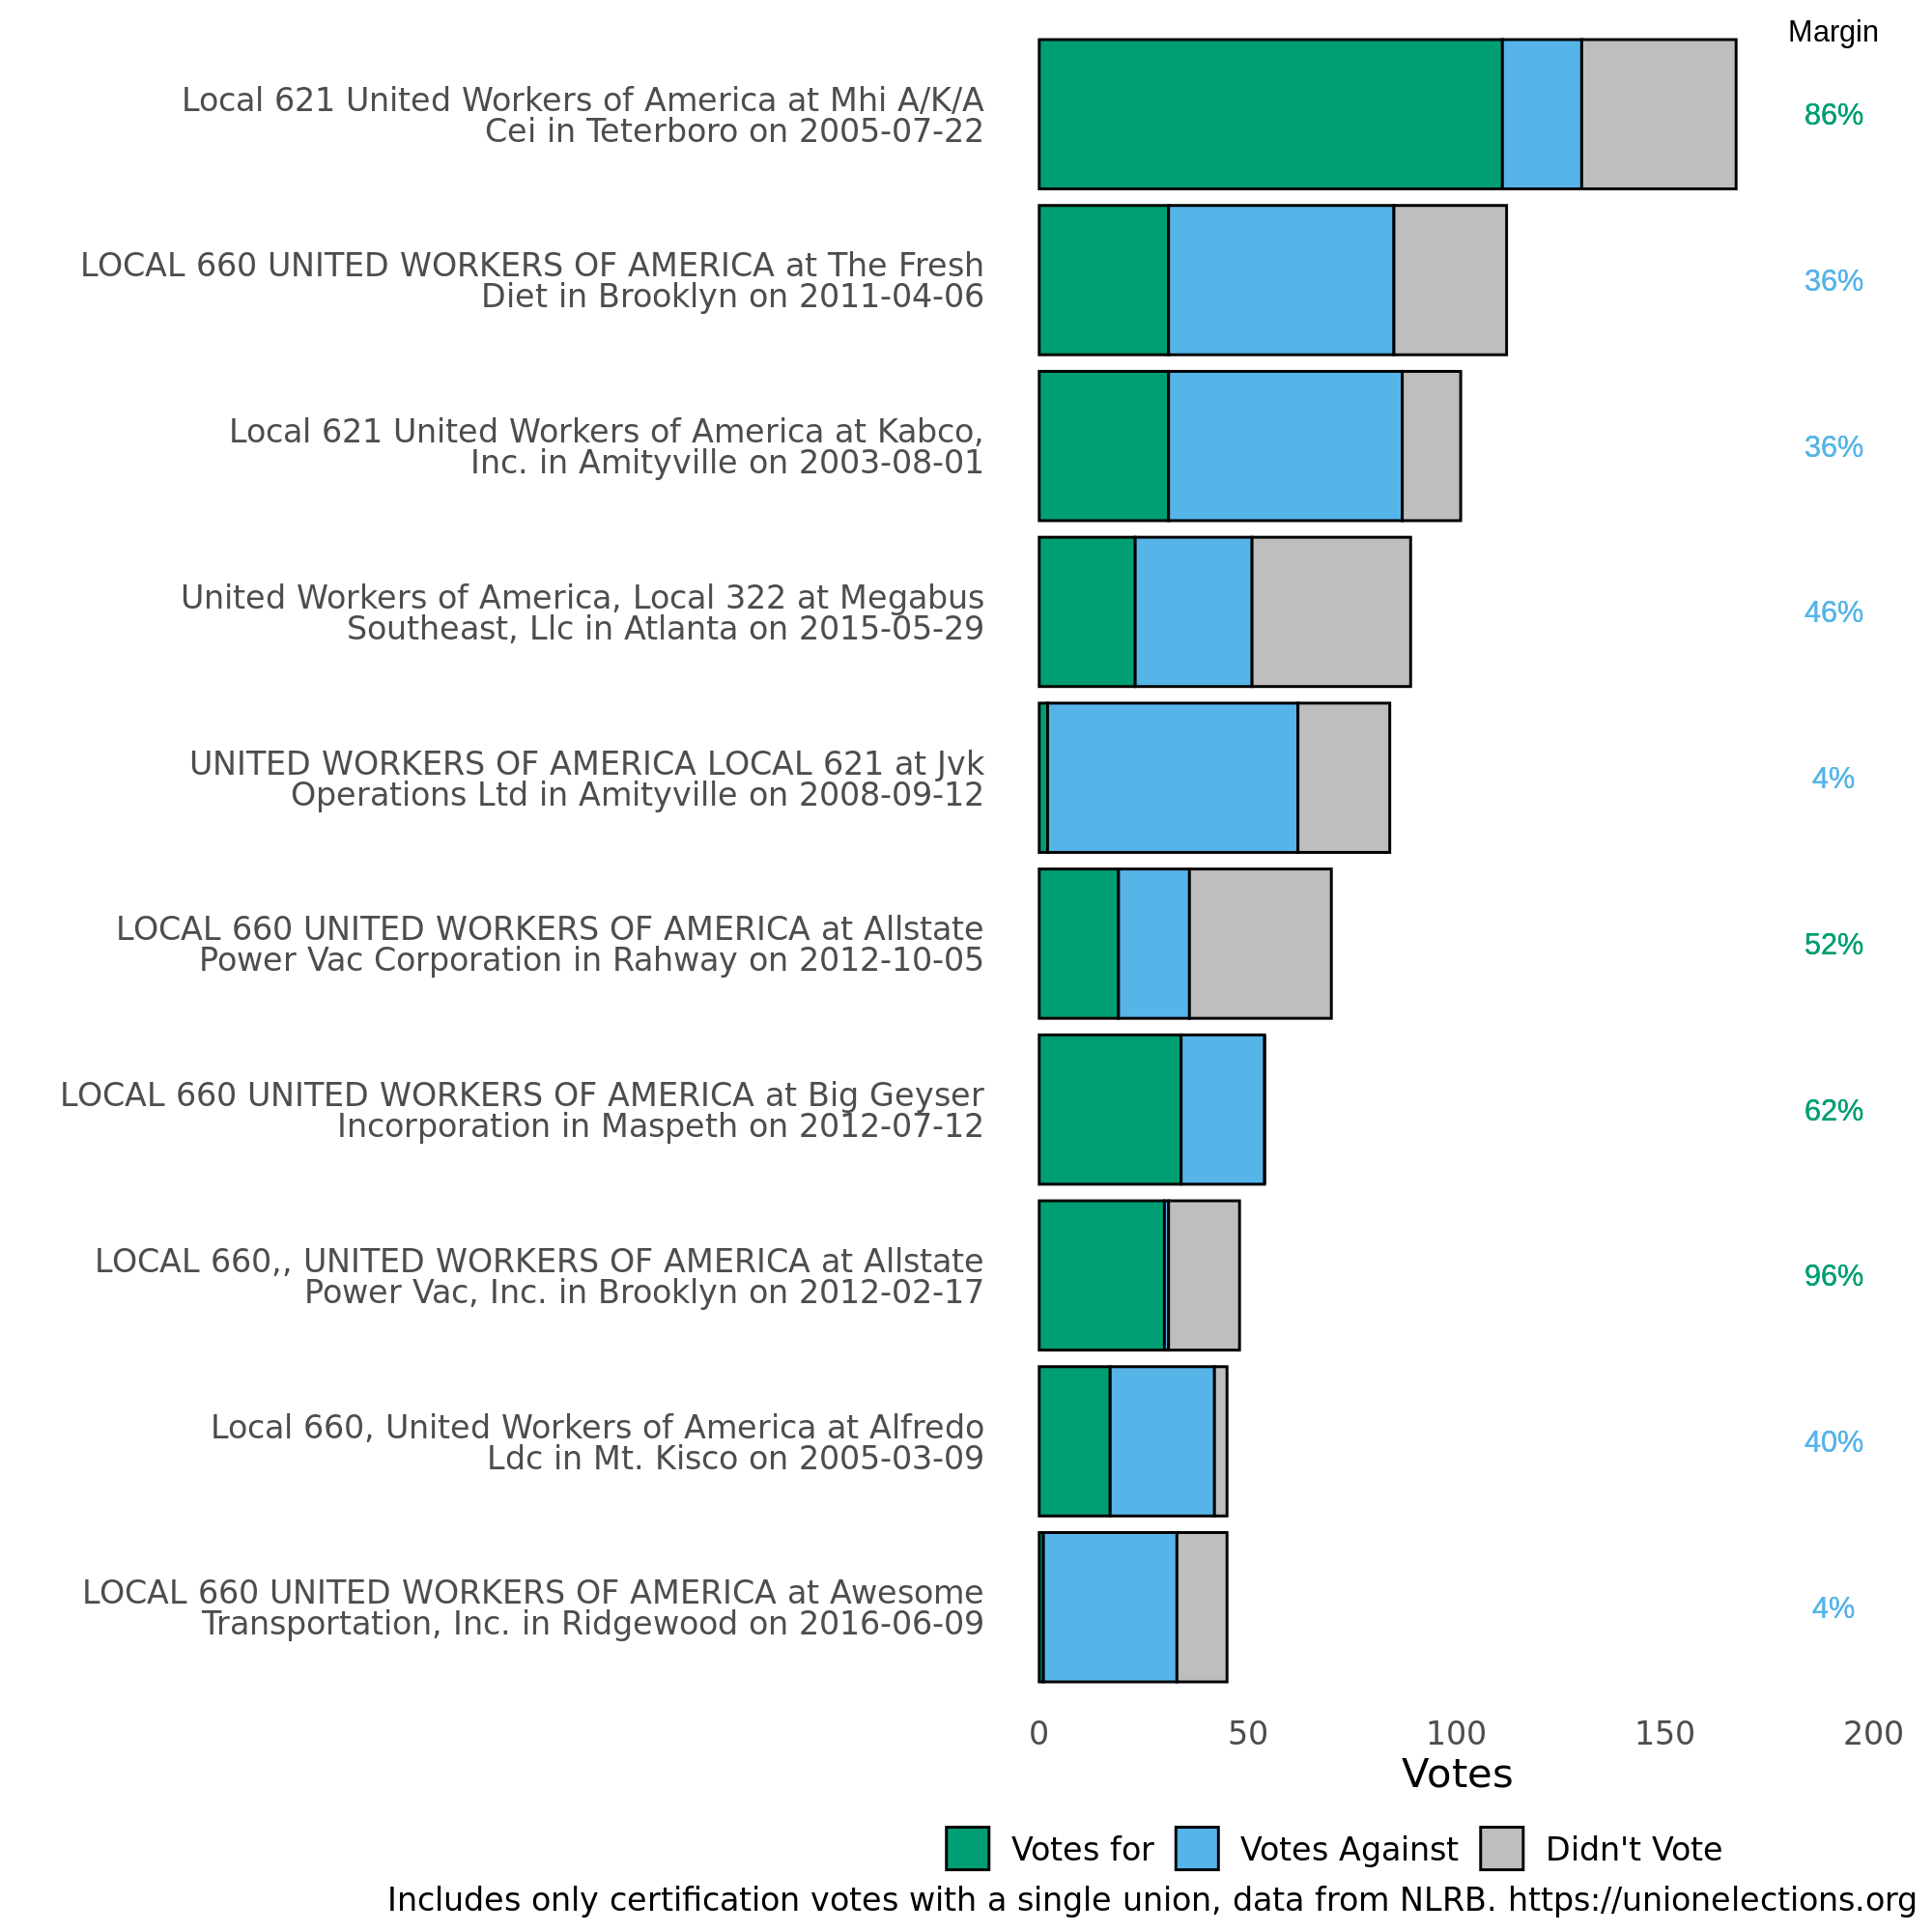 Margin
Local 621 United Workers of America at Mhi A/K/A
Cei in Teterboro on 2005-07-22
86%
LOCAL 660 UNITED WORKERS OF AMERICA at The Fresh
Diet in Brooklyn on 2011-04-06
36%
Local 621 United Workers of America at Kabco,
Inc. in Amityville on 2003-08-01
36%
United Workers of America, Local 322 at Megabus
Southeast, Llc in Atlanta on 2015-05-29
46%
UNITED WORKERS OF AMERICA LOCAL 621 at Jvk
Operations Ltd in Amityville on 2008-09-12
4%
LOCAL 660 UNITED WORKERS OF AMERICA at Allstate
Power Vac Corporation in Rahway on 2012-10-05
52%
LOCAL 660 UNITED WORKERS OF AMERICA at Big Geyser
Incorporation in Maspeth on 2012-07-12
62%
LOCAL 660,, UNITED WORKERS OF AMERICA at Allstate
Power Vac, Inc. in Brooklyn on 2012-02-17
96%
Local 660, United Workers of America at Alfredo
Ldc in Mt. Kisco on 2005-03-09
40%
LOCAL 660 UNITED WORKERS OF AMERICA at Awesome
Transportation, Inc. in Ridgewood on 2016-06-09
4%
0 50 100 150 200
Votes
Votes for Votes Against Didn't Vote
Includes only certification votes with a single union, data from NLRB. https://unionelections.org